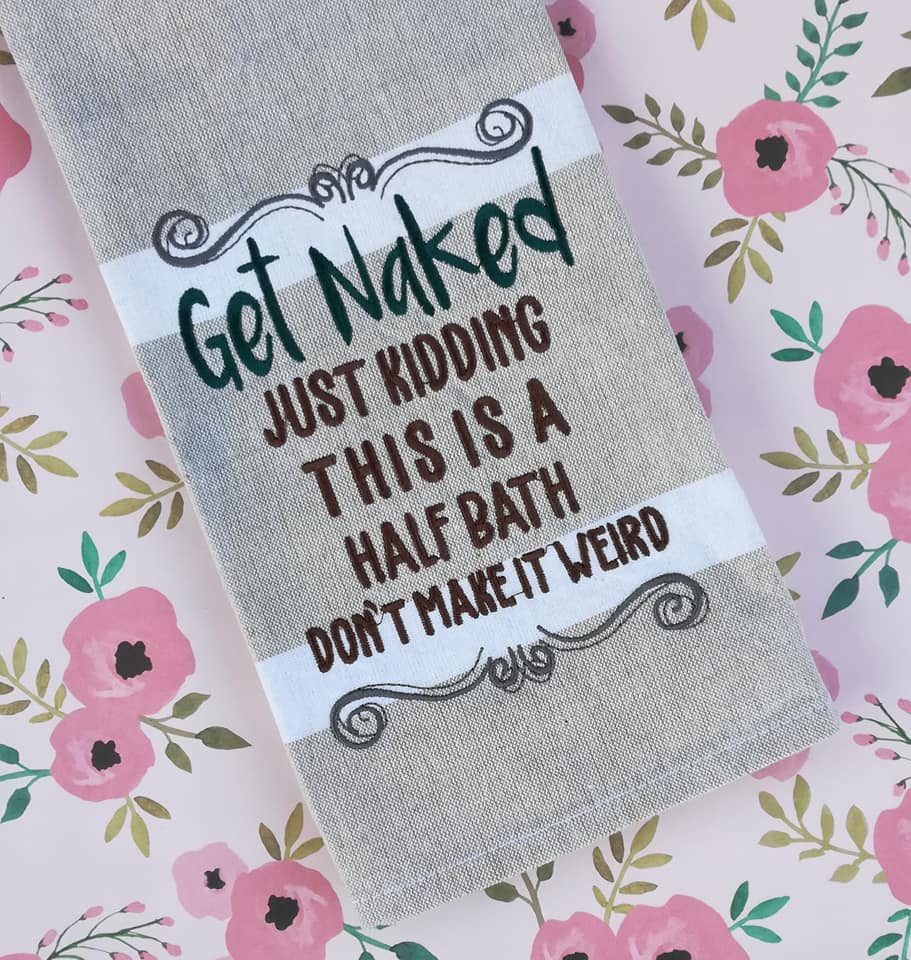 Get Naked
JUST KIDDING
THIS IS A
HALF BATH
DON'T MAKE IT WEIRD